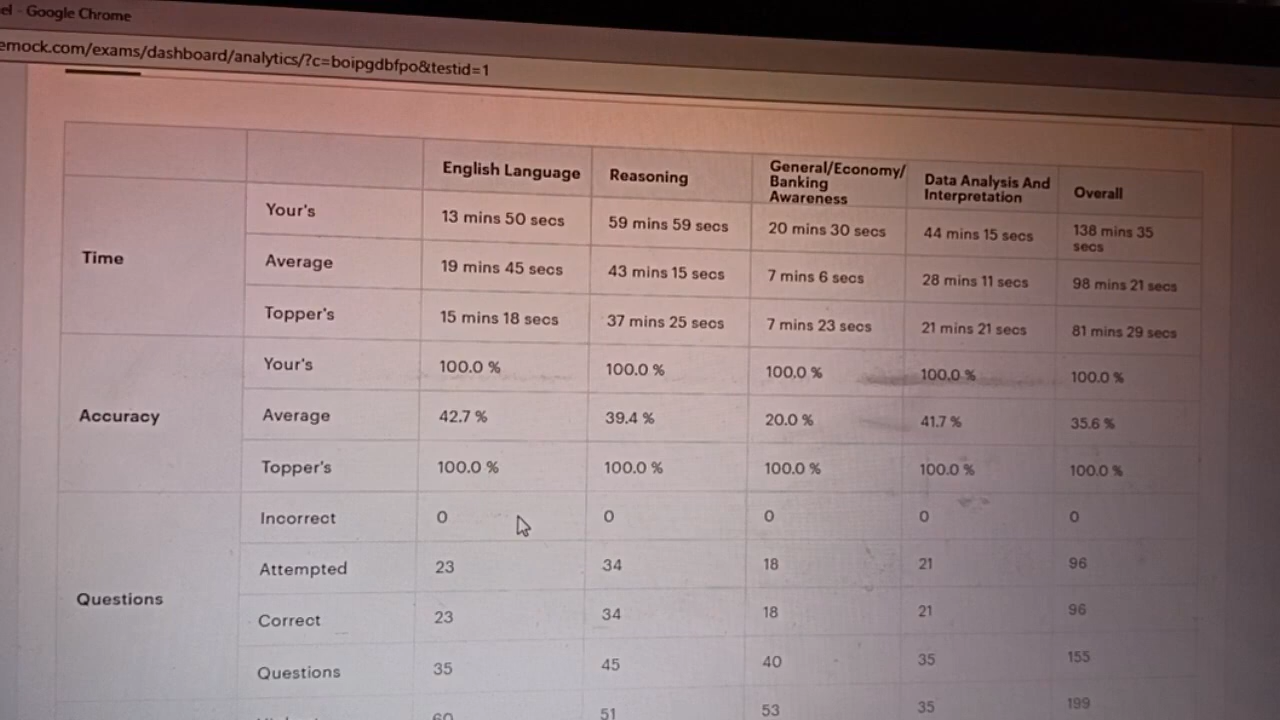 el - Google Chrome
emock.com/exams/dashboard/analytics/?c=boipgdbfpo&testid=1
English Language Reasoning General/Economy/ Banking Awareness Data Analysis And Interpretation Overall
Time
Your's 13 mins 50 secs 59 mins 59 secs 20 mins 30 secs 44 mins 15 secs 138 mins 35 secs
Average 19 mins 45 secs 43 mins 15 secs 7 mins 6 secs 28 mins 11 secs 98 mins 21 secs
Topper's 15 mins 18 secs 37 mins 25 secs 7 mins 23 secs 21 mins 21 secs 81 mins 29 secs
Accuracy
Your's 100.0 % 100.0 % 100.0 % 100.0 % 100.0 %
Average 42.7 % 39.4 % 20.0 % 41.7 % 35.6 %
Topper's 100.0 % 100.0 % 100.0 % 100.0 % 100.0 %
Questions
Incorrect 0 0 0 0 0
Attempted 23 34 18 21 96
Correct 23 34 18 21 96
Questions 35 45 40 35 155
60 51 53 35 199